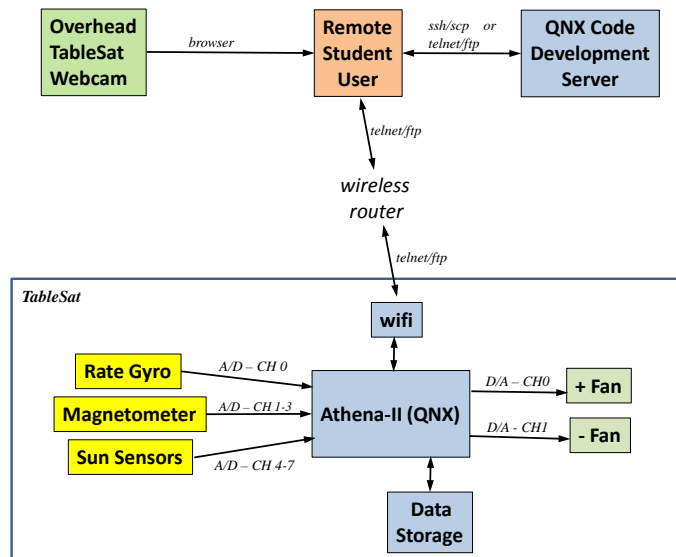 Overhead
TableSat
Webcam
browser
Remote
Student
User
ssh/scp or
telnet/ftp
QNX Code
Development
Server
telnet/ftp
wireless
router
telnet/ftp
TableSat
wifi
Rate Gyro
A/D – CH 0
Magnetometer
A/D – CH 1-3
Sun Sensors
A/D – CH 4-7
Athena-II (QNX)
D/A – CH0
+ Fan
D/A - CH1
- Fan
Data
Storage